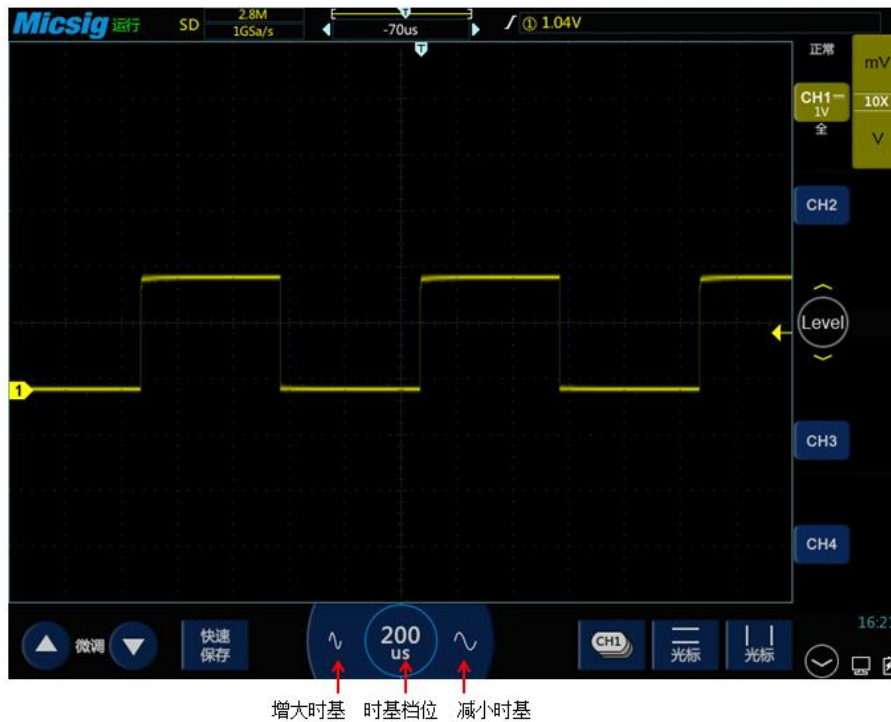 Micsig 运行 SD 2.8M
1GSa/s
T
-70us
① 1.04V
T
正常
mV
CH1
1V
10X
全
V
CH2
Level
1
CH3
CH4
微调
快速
保存
200
us
CH1
光标
光标
16:21
增大时基 时基档位 减小时基